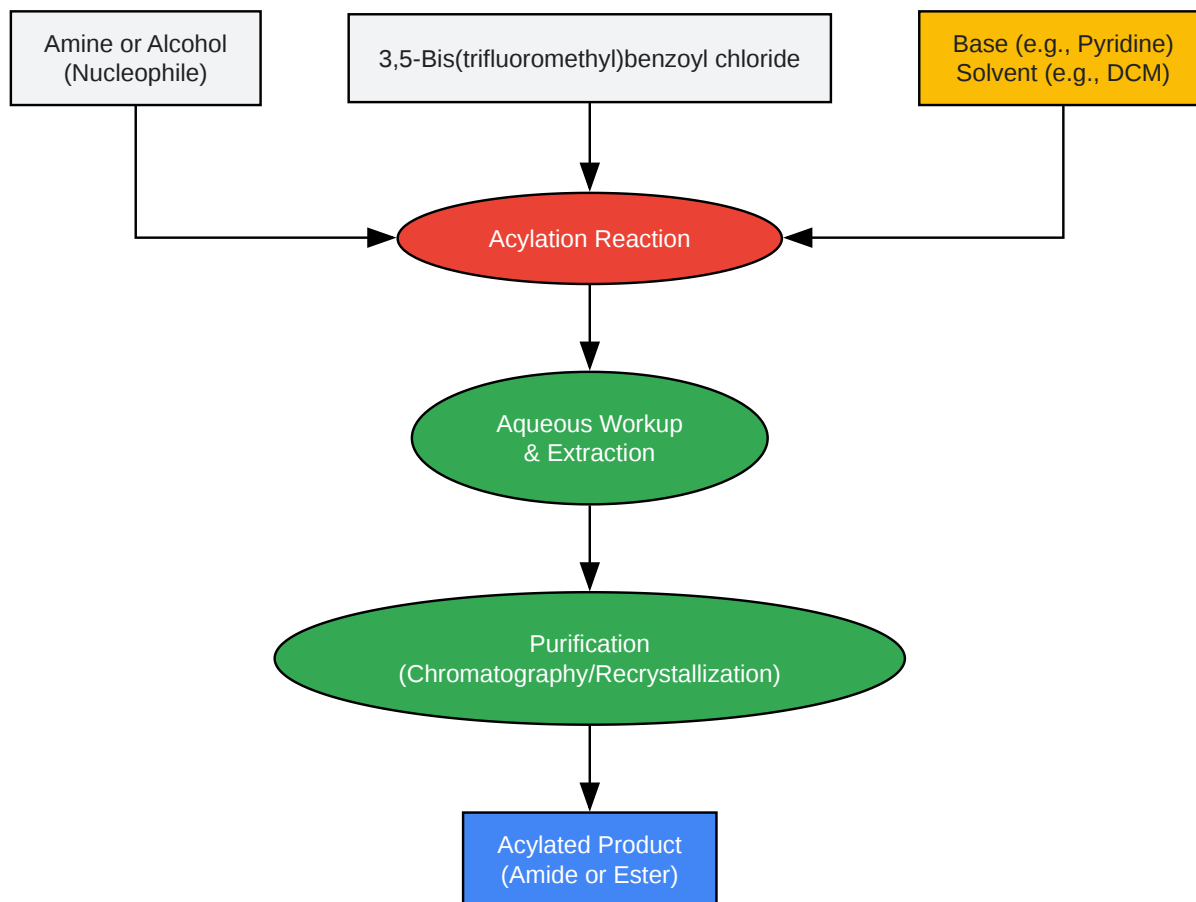 Amine or Alcohol
(Nucleophile)
3,5-Bis(trifluoromethyl)benzoyl chloride
Base (e.g., Pyridine)
Solvent (e.g., DCM)
Acylation Reaction
Aqueous Workup
& Extraction
Purification
(Chromatography/Recrystallization)
Acylated Product
(Amide or Ester)